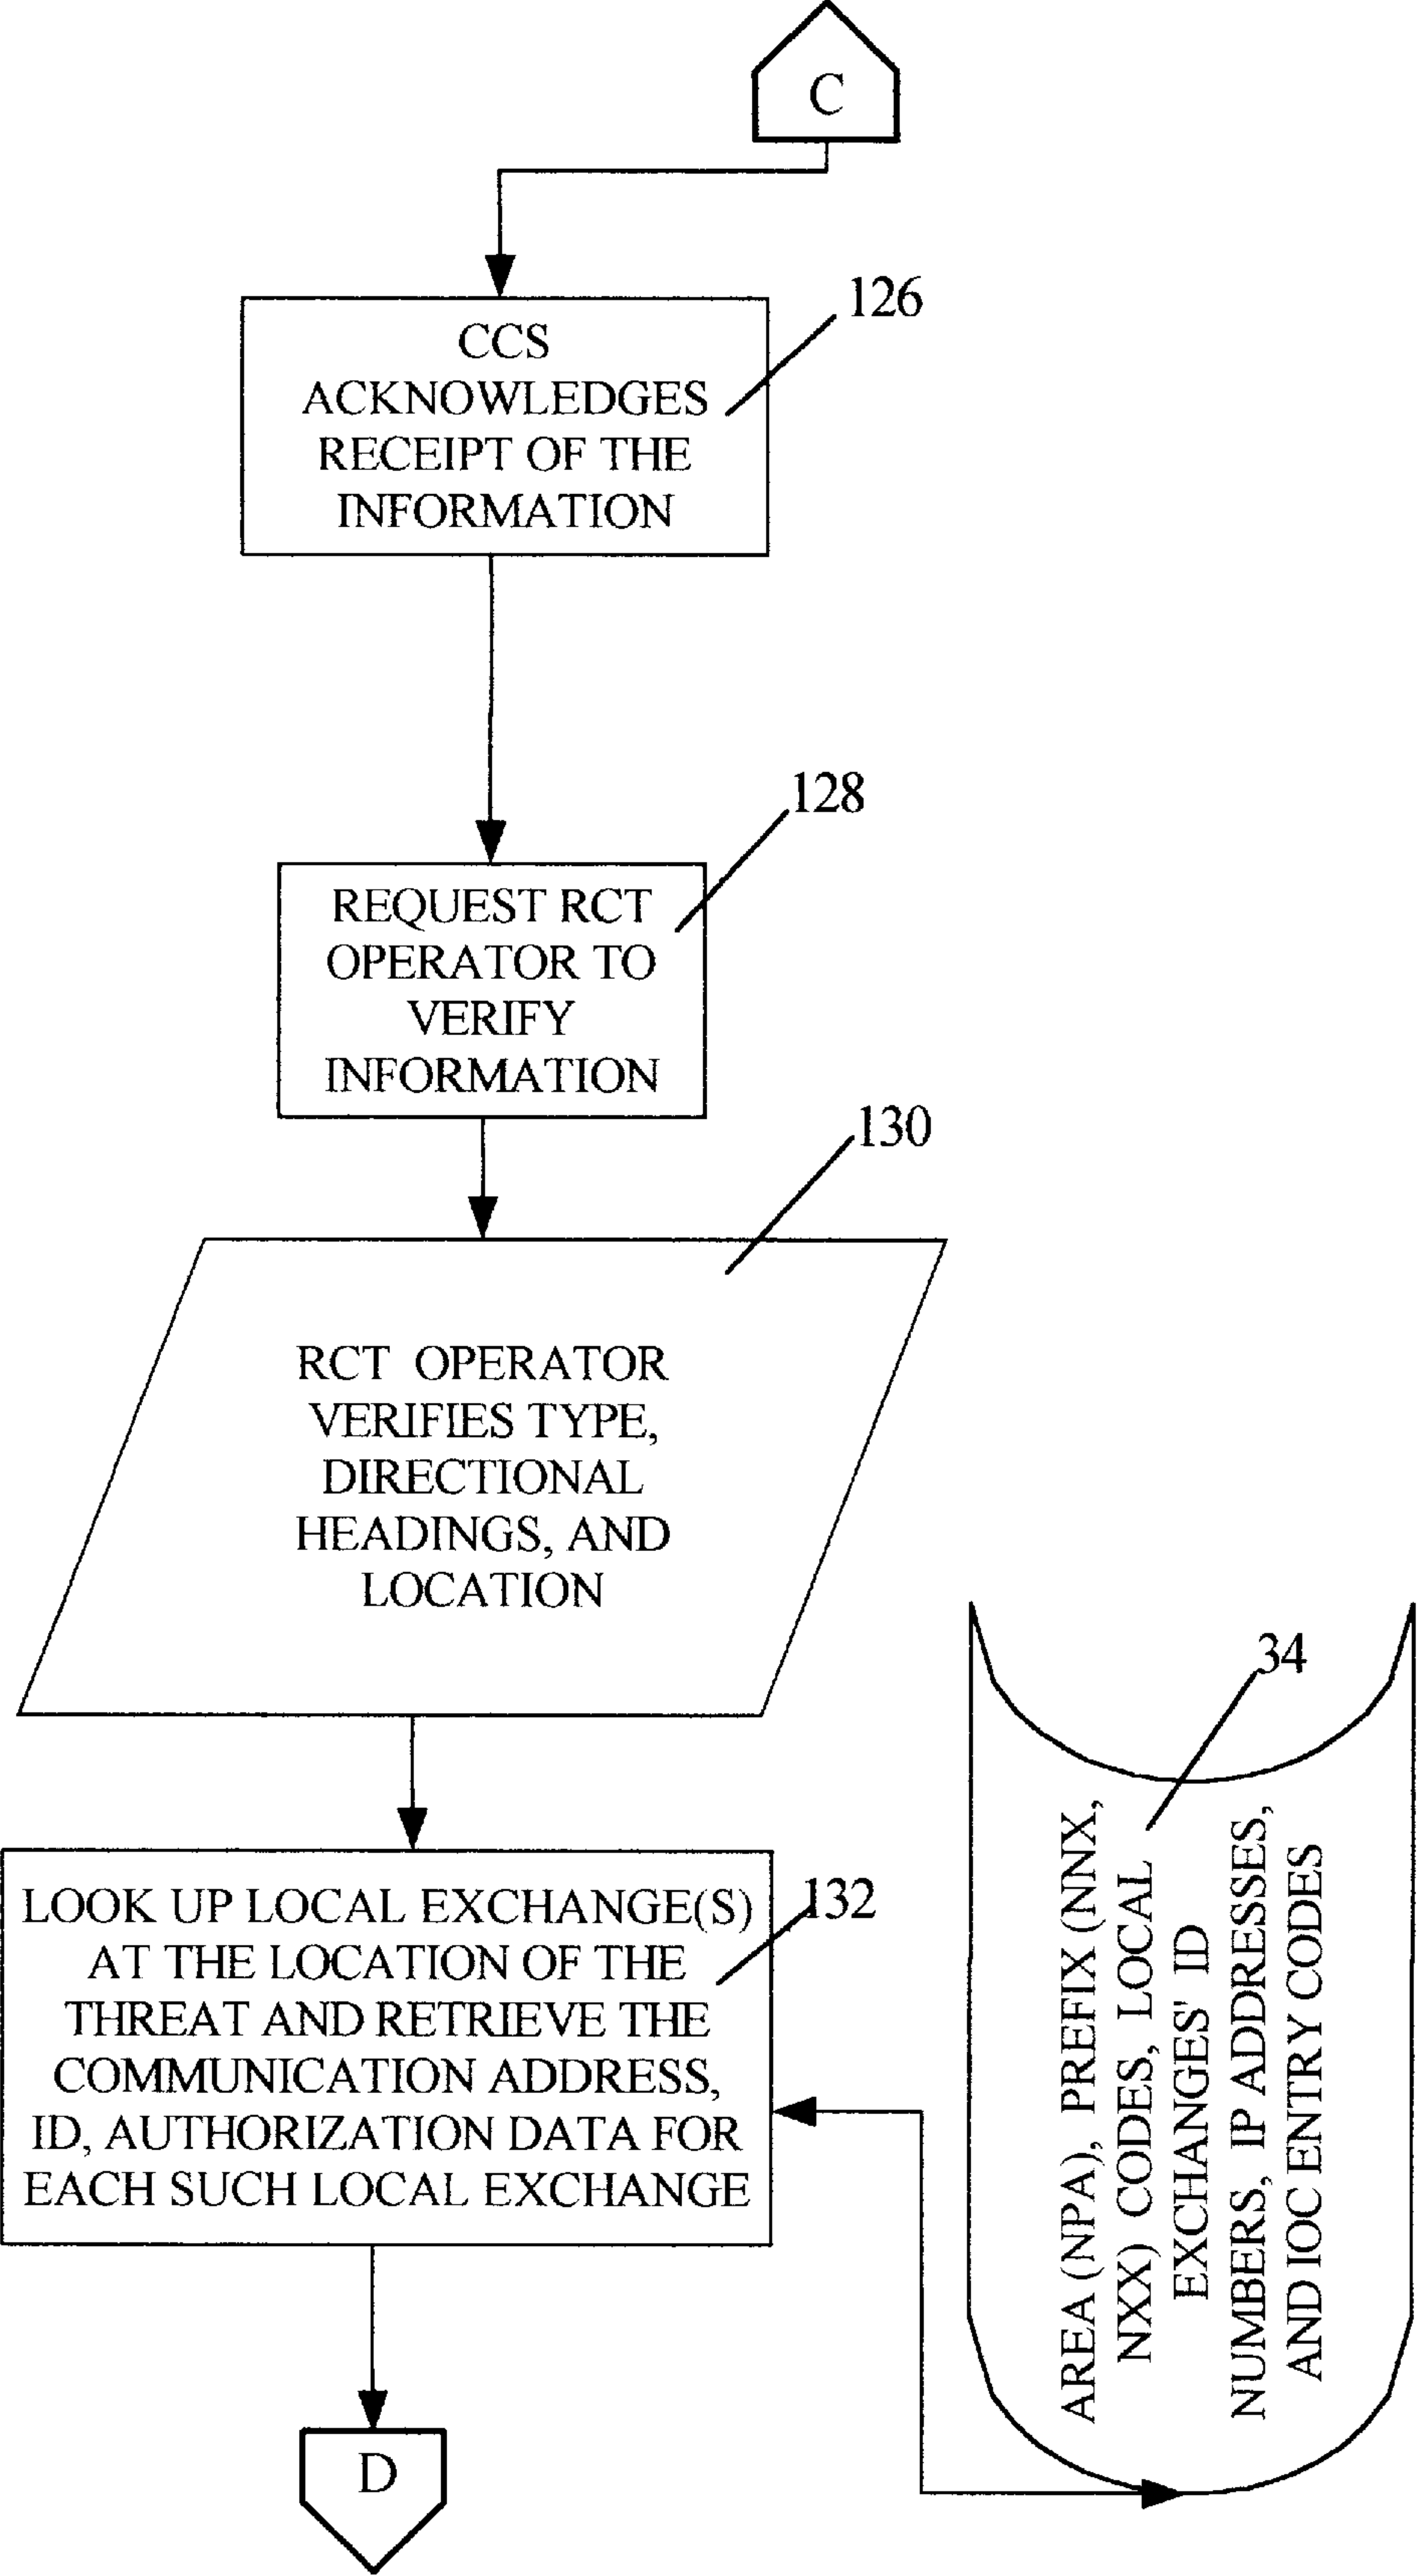 C
126
CCS
ACKNOWLEDGES
RECEIPT OF THE
INFORMATION
128
REQUEST RCT
OPERATOR TO
VERIFY
INFORMATION
130
RCT OPERATOR
VERIFIES TYPE,
DIRECTIONAL
HEADINGS, AND
LOCATION
132
LOOK UP LOCAL EXCHANGE(S)
AT THE LOCATION OF THE
THREAT AND RETRIEVE THE
COMMUNICATION ADDRESS,
ID, AUTHORIZATION DATA FOR
EACH SUCH LOCAL EXCHANGE
34
AREA (NPA), PREFIX (NNX,
NXX) CODES, LOCAL
EXCHANGES' ID
NUMBERS, IP ADDRESSES,
AND IOC ENTRY CODES
D